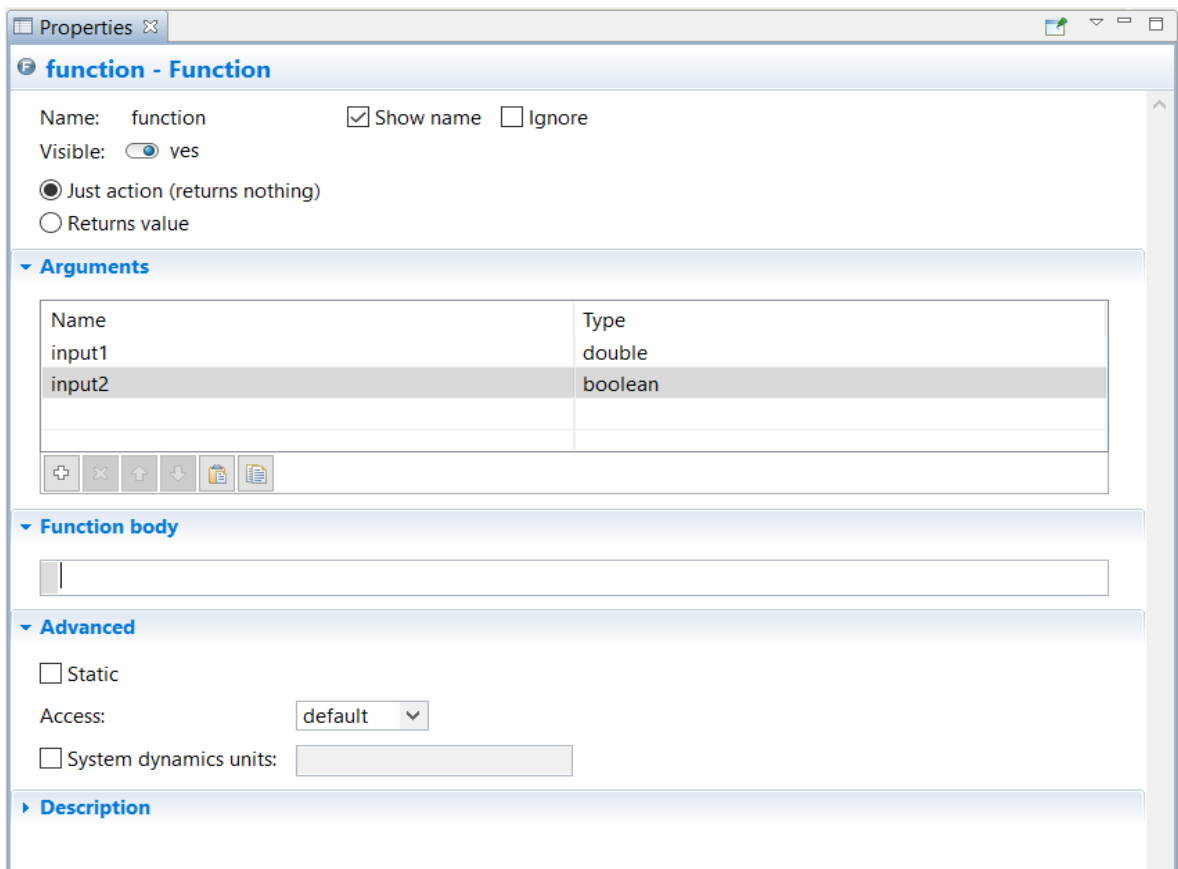 Properties
function - Function
Name: function Show name Ignore
Visible: yes
Just action (returns nothing)
Returns value
Arguments
Name Type
input1 double
input2 boolean
Function body
Advanced
Static
Access: default
System dynamics units:
Description